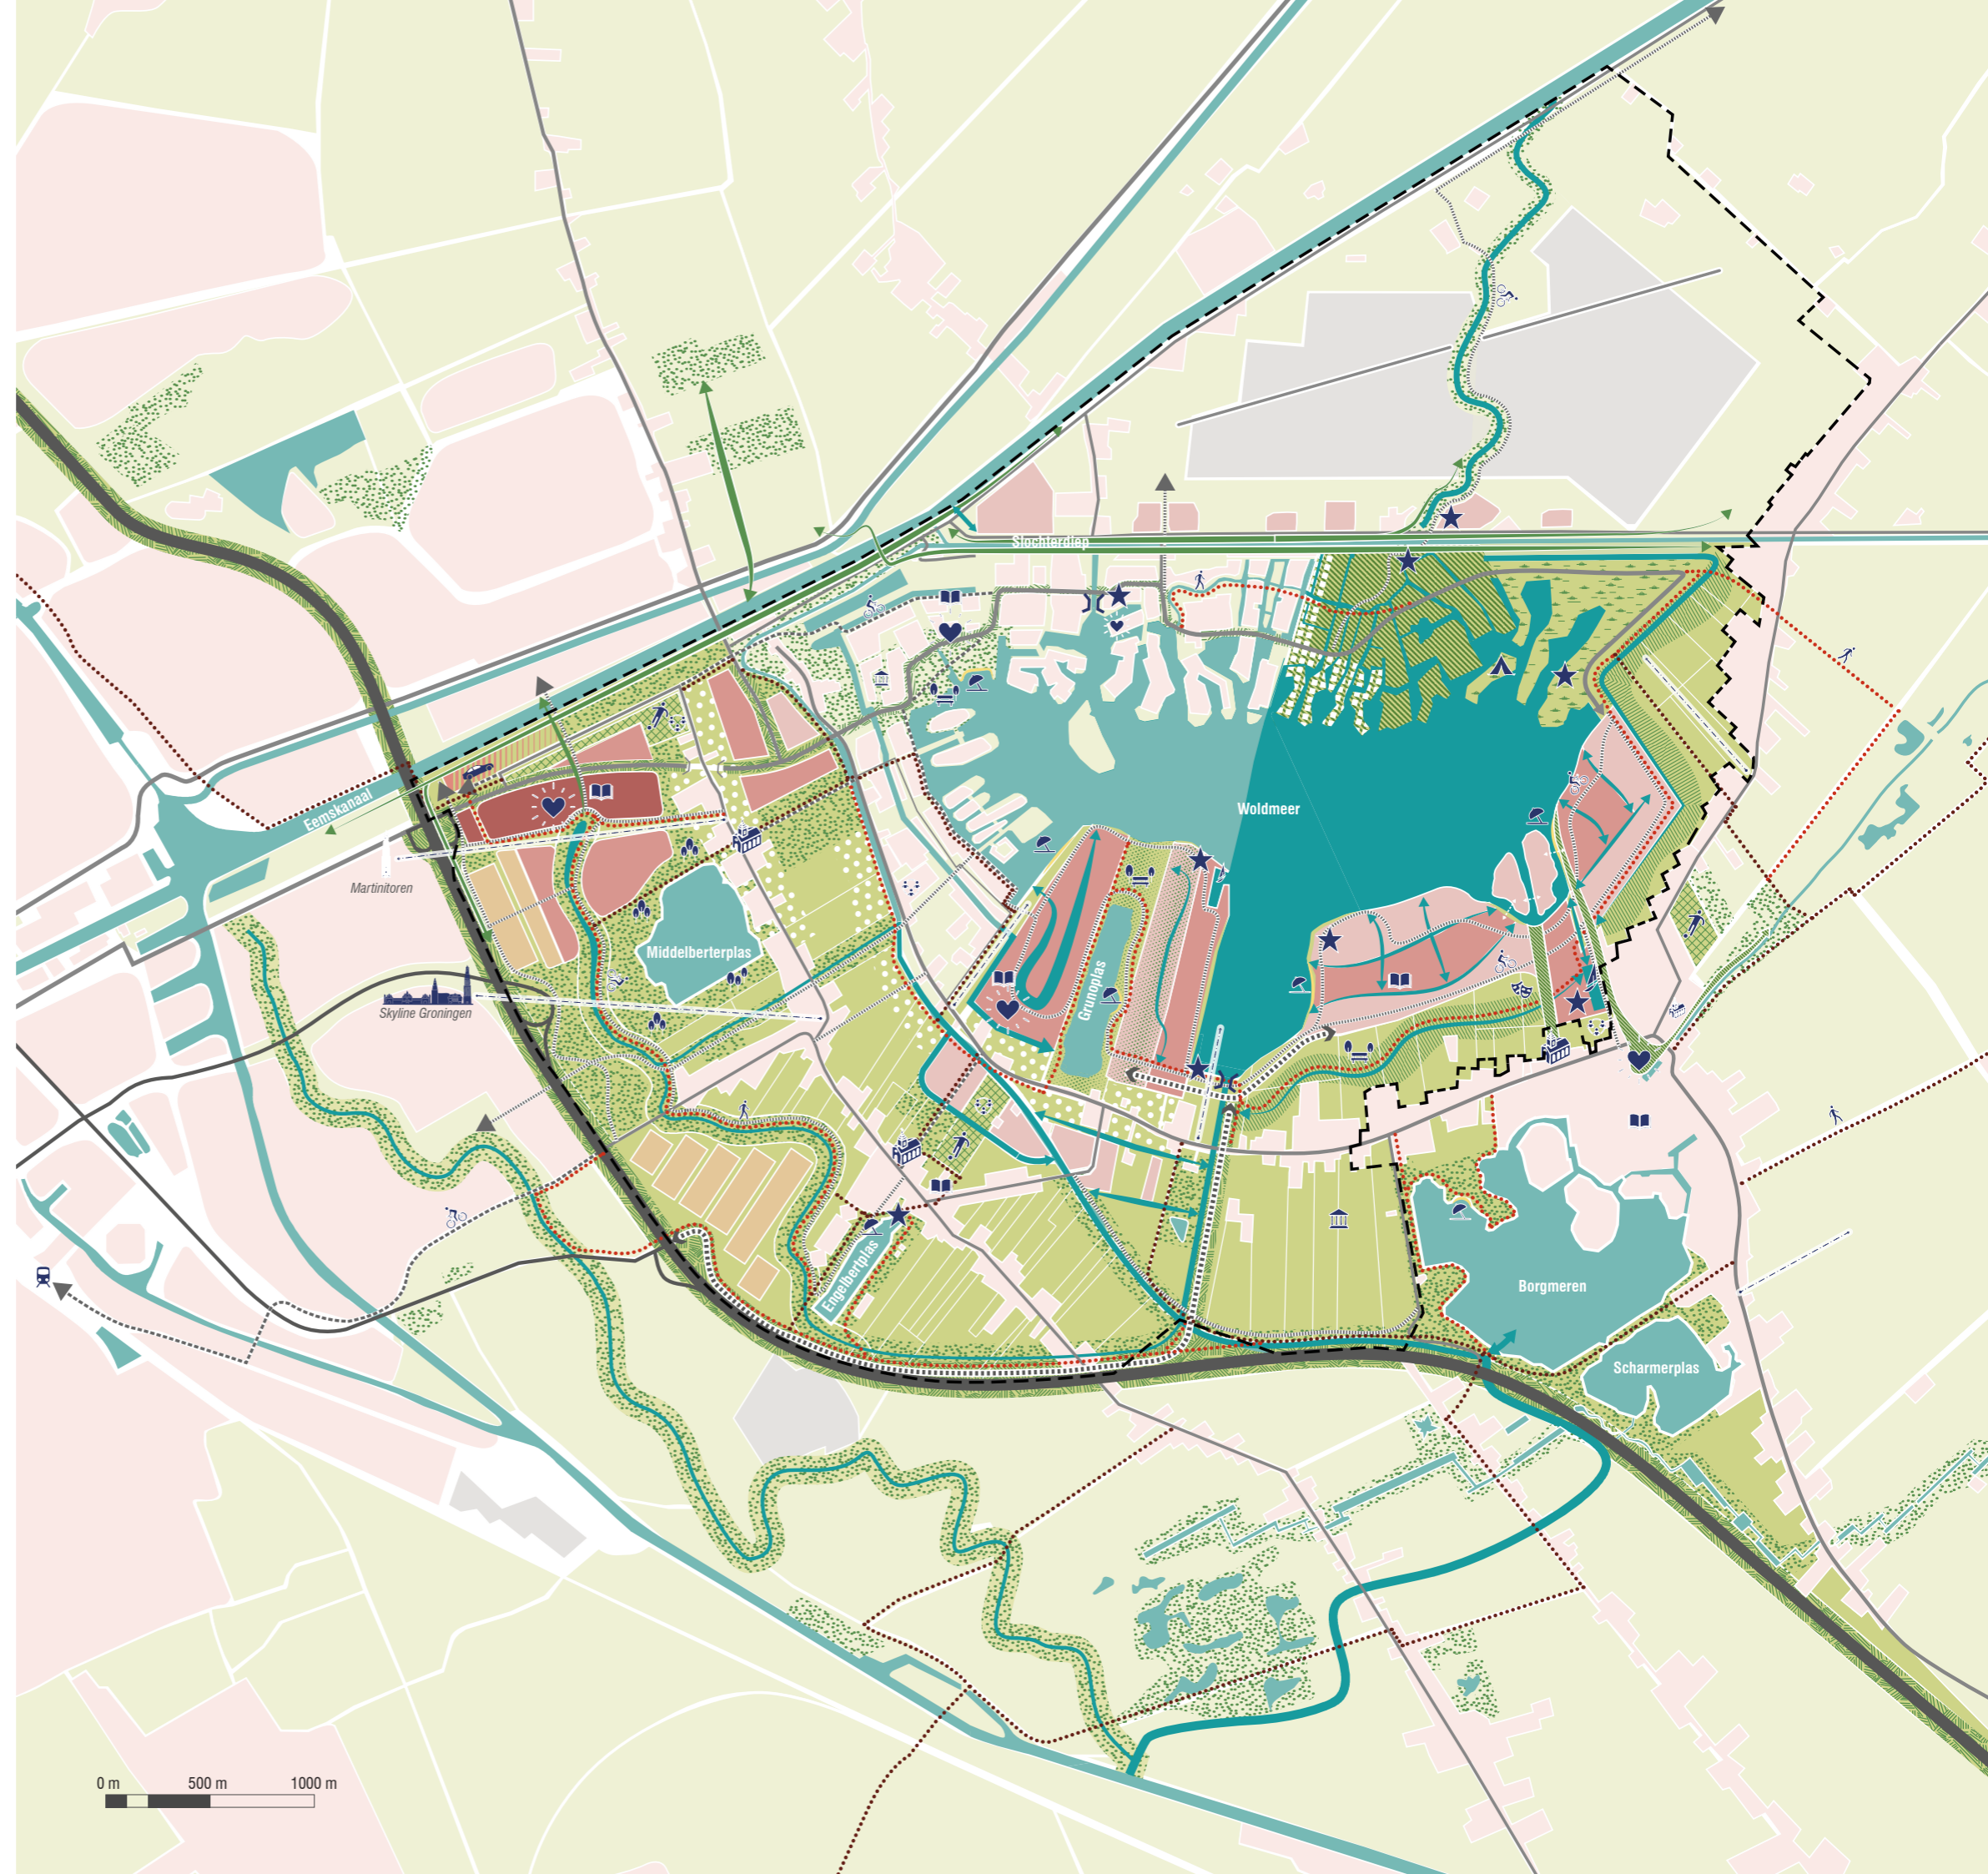 Slochterdiep
Eemskanaal
Woldmeer
Martinitoren
Middelberterplas
Grunoplas
Skyline Groningen
Engelbertplas
Borgmeren
Scharmerplas
0 m 500 m 1000 m